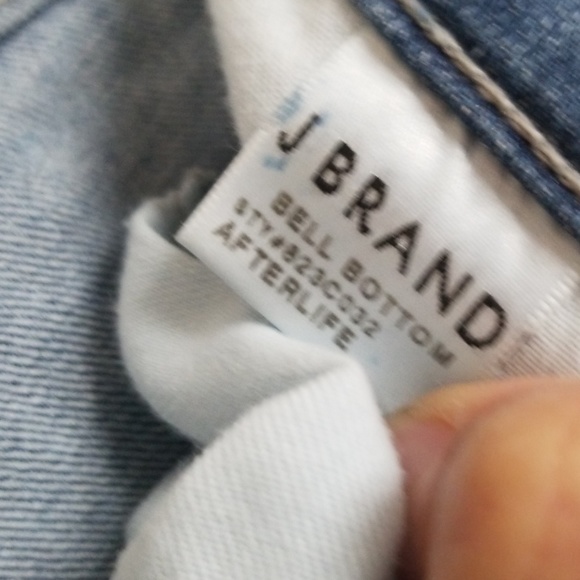 J BRAND
BELL BOTTOM
STY#823C032
AFTERLIFE